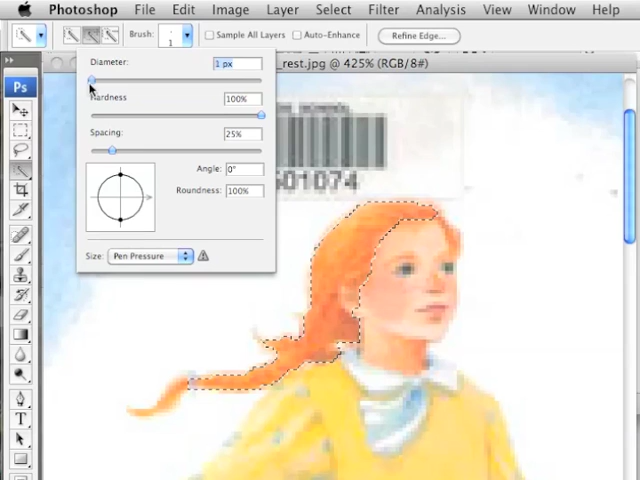 Photoshop File Edit Image Layer Filter Analysis View Window Help Select
Brush: 1 Sample All Layers Auto-Enhance Refine Edge...
_rest.jpg @ 425% (RGB/8#)
Diameter: 1 px
Hardness 100%
Spacing: 25%
Angle: 0°
Roundness: 100%
Size: Pen Pressure
Ps
T
01074